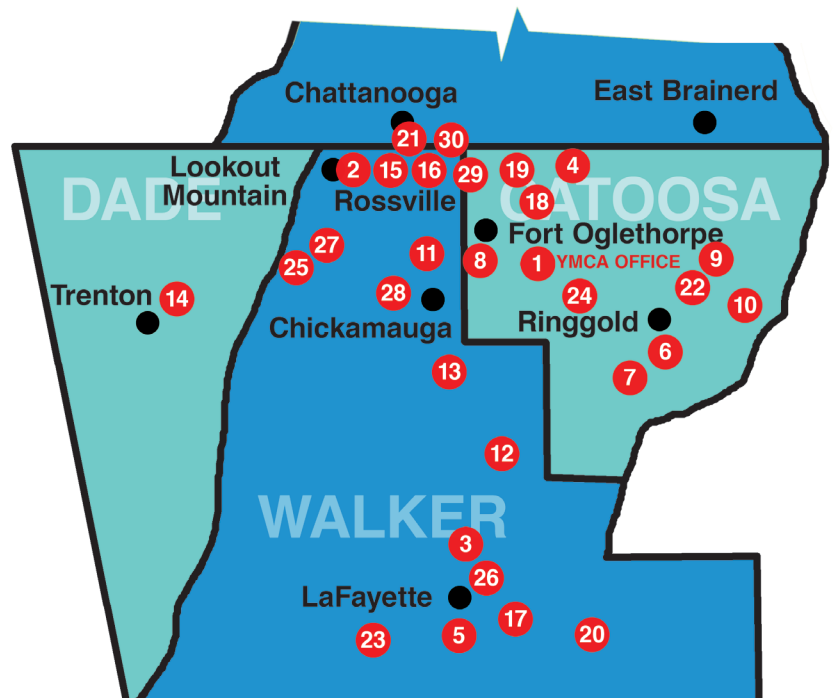 Chattanooga
East Brainerd
21
30
Lookout
Mountain
2
15
16
29
19
4
DADE
Rossville
CATOOSA
18
Fort Oglethorpe
27
25
11
8
1
YMCA OFFICE
9
22
Trenton
14
28
24
10
Chickamauga
Ringgold
6
13
7
12
WALKER
3
26
LaFayette
17
23
5
20